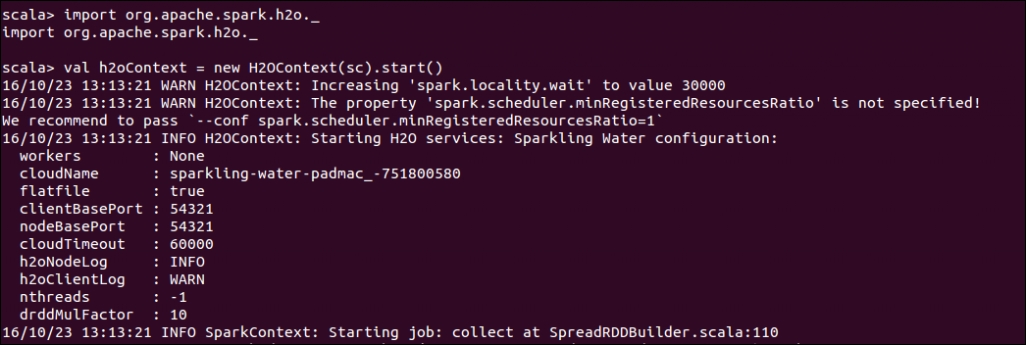 scala> import org.apache.spark.h2o._
import org.apache.spark.h2o._
scala> val h2oContext = new H2OContext(sc).start()
16/10/23 13:13:21 WARN H2OContext: Increasing 'spark.locality.wait' to value 30000
16/10/23 13:13:21 WARN H2OContext: The property 'spark.scheduler.minRegisteredResourcesRatio' is not specified!
We recommend to pass `--conf spark.scheduler.minRegisteredResourcesRatio=1`
16/10/23 13:13:21 INFO H2OContext: Starting H2O services: Sparkling Water configuration:
  workers        : None
  cloudName      : sparkling-water-padmac_-751800580
  flatfile       : true
  clientBasePort : 54321
  nodeBasePort   : 54321
  cloudTimeout   : 60000
  h2oNodeLog     : INFO
  h2oClientLog   : WARN
  nthreads       : -1
  drddMulFactor  : 10
16/10/23 13:13:21 INFO SparkContext: Starting job: collect at SpreadRDDBuilder.scala:110